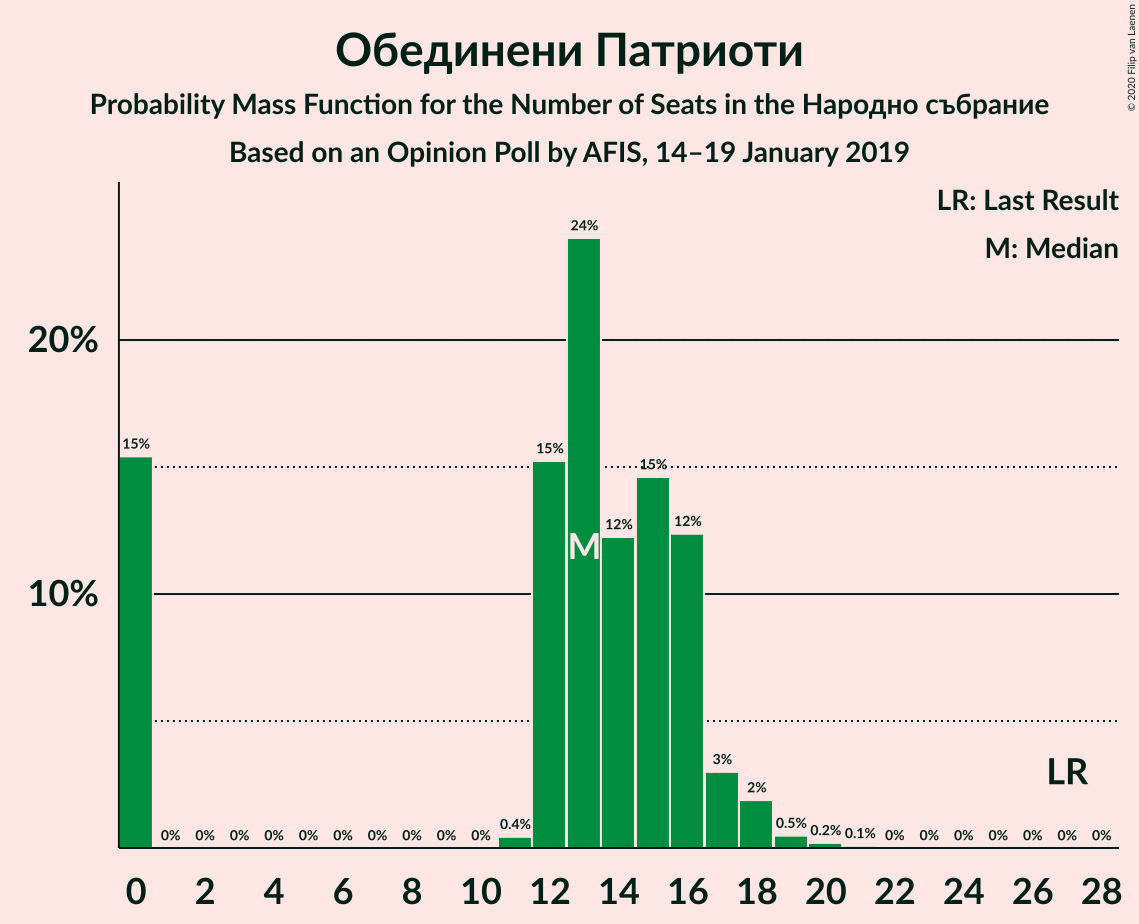 Обединени Патриоти
Probability Mass Function for the Number of Seats in the Народно събрание
Based on an Opinion Poll by AFIS, 14–19 January 2019
© 2020 Filip van Laenen
LR: Last Result
M: Median
24%
20%
15%
15%
15%
12%
12%
M
10%
3%
LR
2%
0% 0% 0% 0% 0% 0% 0% 0% 0% 0% 0.4% 0.5% 0.2% 0.1% 0% 0% 0% 0% 0% 0% 0%
0 2 4 6 8 10 12 14 16 18 20 22 24 26 28